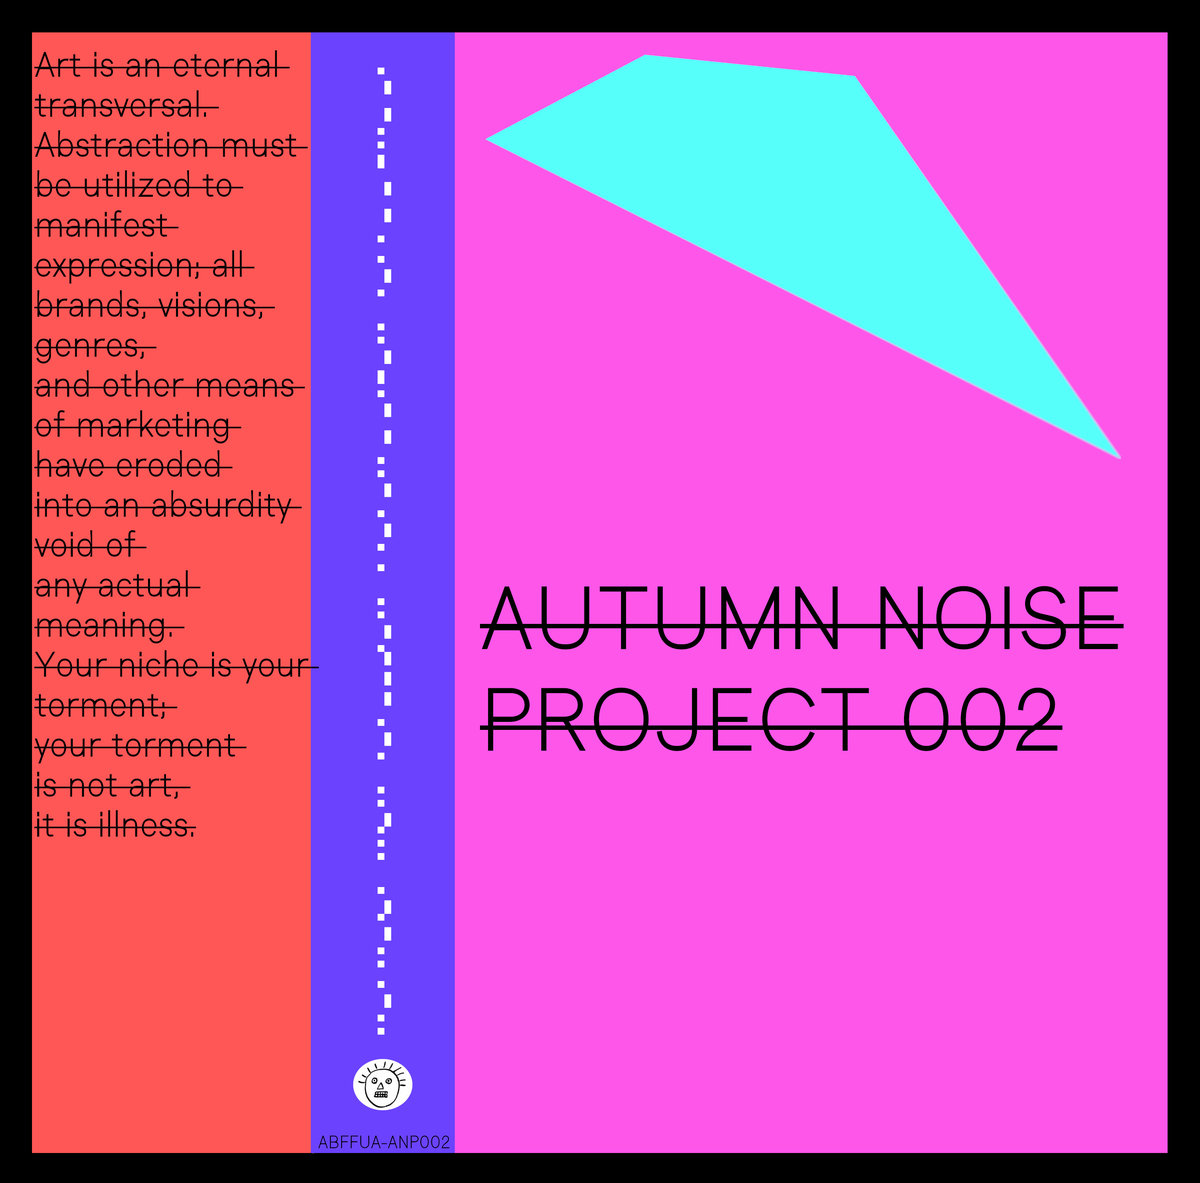 Art is an eternal
transversal.
Abstraction must
be utilized to
manifest
expression; all
brands, visions,
genres,
and other means
of marketing
have eroded
into an absurdity
void of
any actual
meaning.
Your niche is your
torment;
your torment
is not art,
it is illness.
ABFFUA-ANP002
AUTUMN NOISE
PROJECT 002